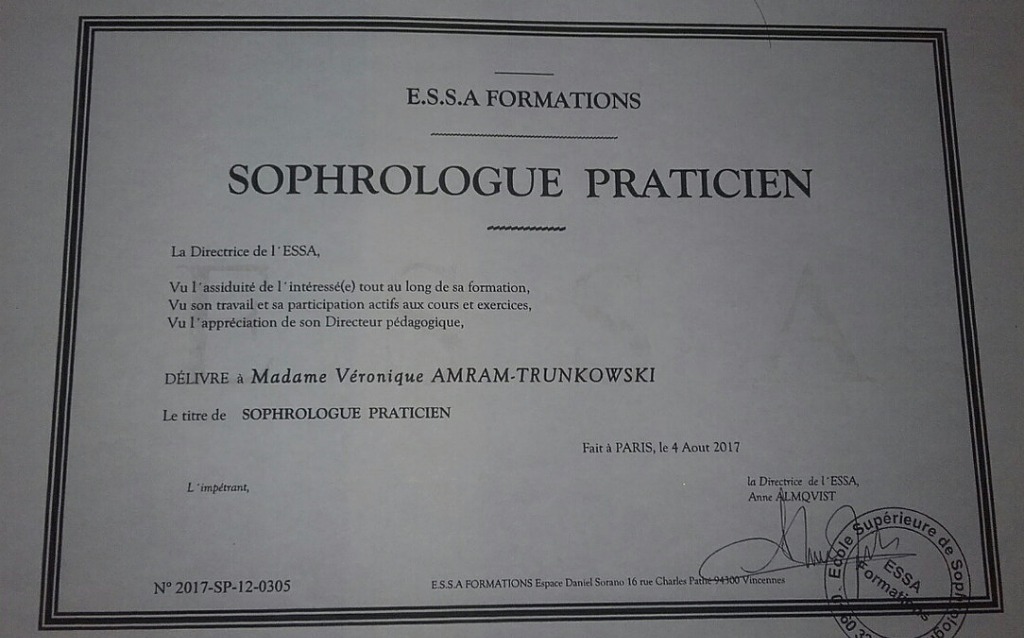 E.S.S.A FORMATIONS
SOPHROLOGUE PRATICIEN
La Directrice de l'ESSA,
Vu l'assiduité de l'intéressé(e) tout au long de sa formation,
Vu son travail et sa participation actifs aux cours et exercices,
Vu l'appréciation de son Directeur pédagogique,
DÉLIVRE à Madame Véronique AMRAM-TRUNKOWSKI
Le titre de SOPHROLOGUE PRATICIEN
Fait à PARIS, le 4 Aout 2017
L'impétrant,
la Directrice de l'ESSA,
Anne ALMQVIST
Ecole Supérieure de
ESSA
Formations
N° 2017-SP-12-0305
E.S.S.A FORMATIONS Espace Daniel Sorano 16 rue Charles Pathé 94300 Vincennes